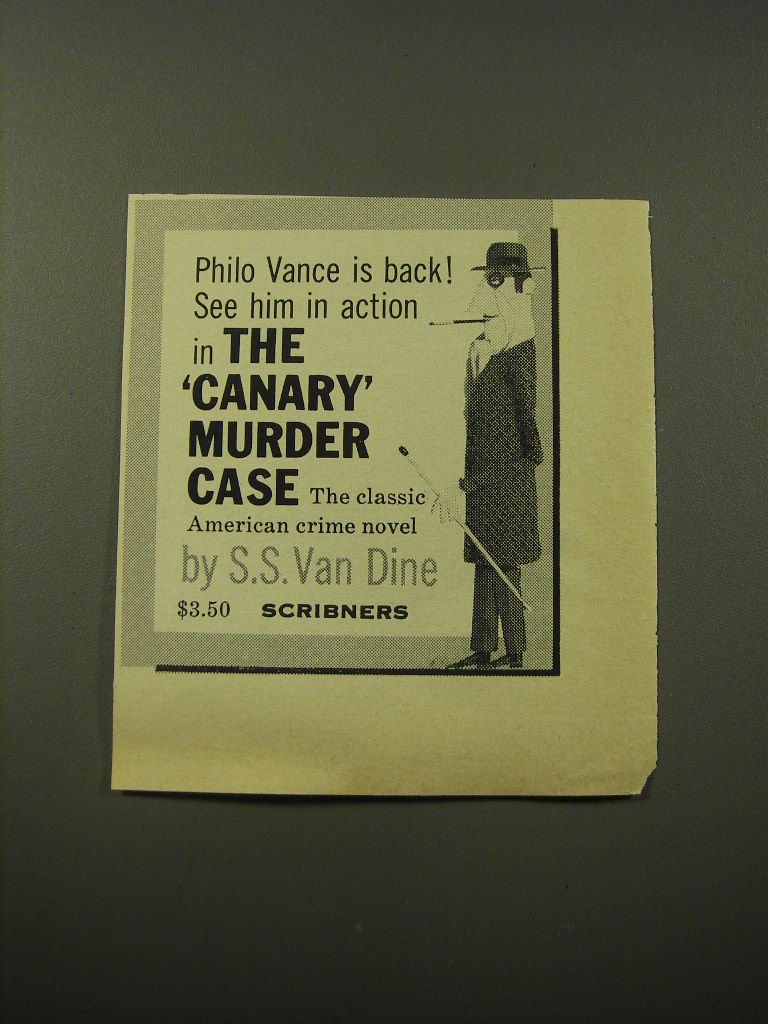 Philo Vance is back!
See him in action
in THE
‘CANARY’
MURDER
CASE The classic
American crime novel
by S.S. Van Dine
$3.50 SCRIBNERS